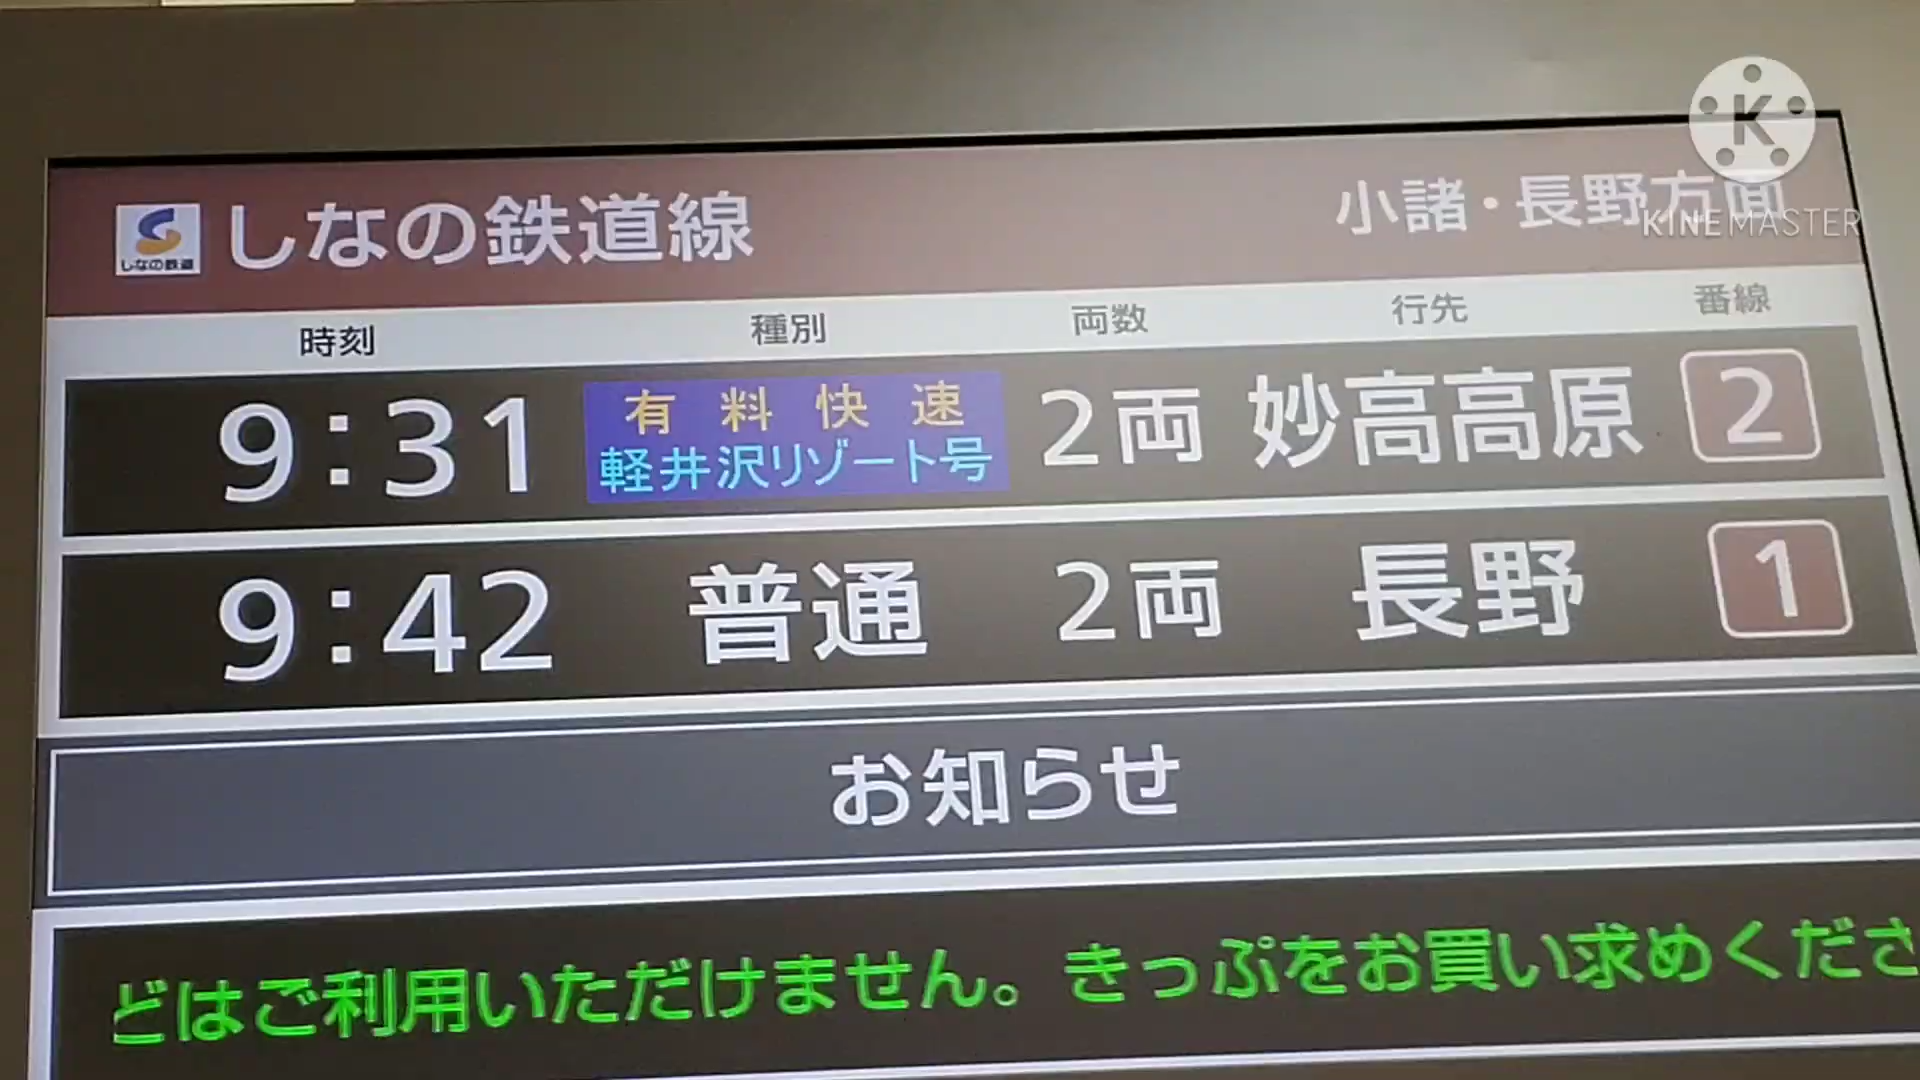 しなの鉄道
しなの鉄道線
小諸・長野方面
時刻 種別 両数 行先 番線
9:31 有料快速 軽井沢リゾート号 2両 妙高高原 2
9:42 普通 2両 長野 1
お知らせ
どはご利用いただけません。きっぷをお買い求めくださ
K
KINEMASTER